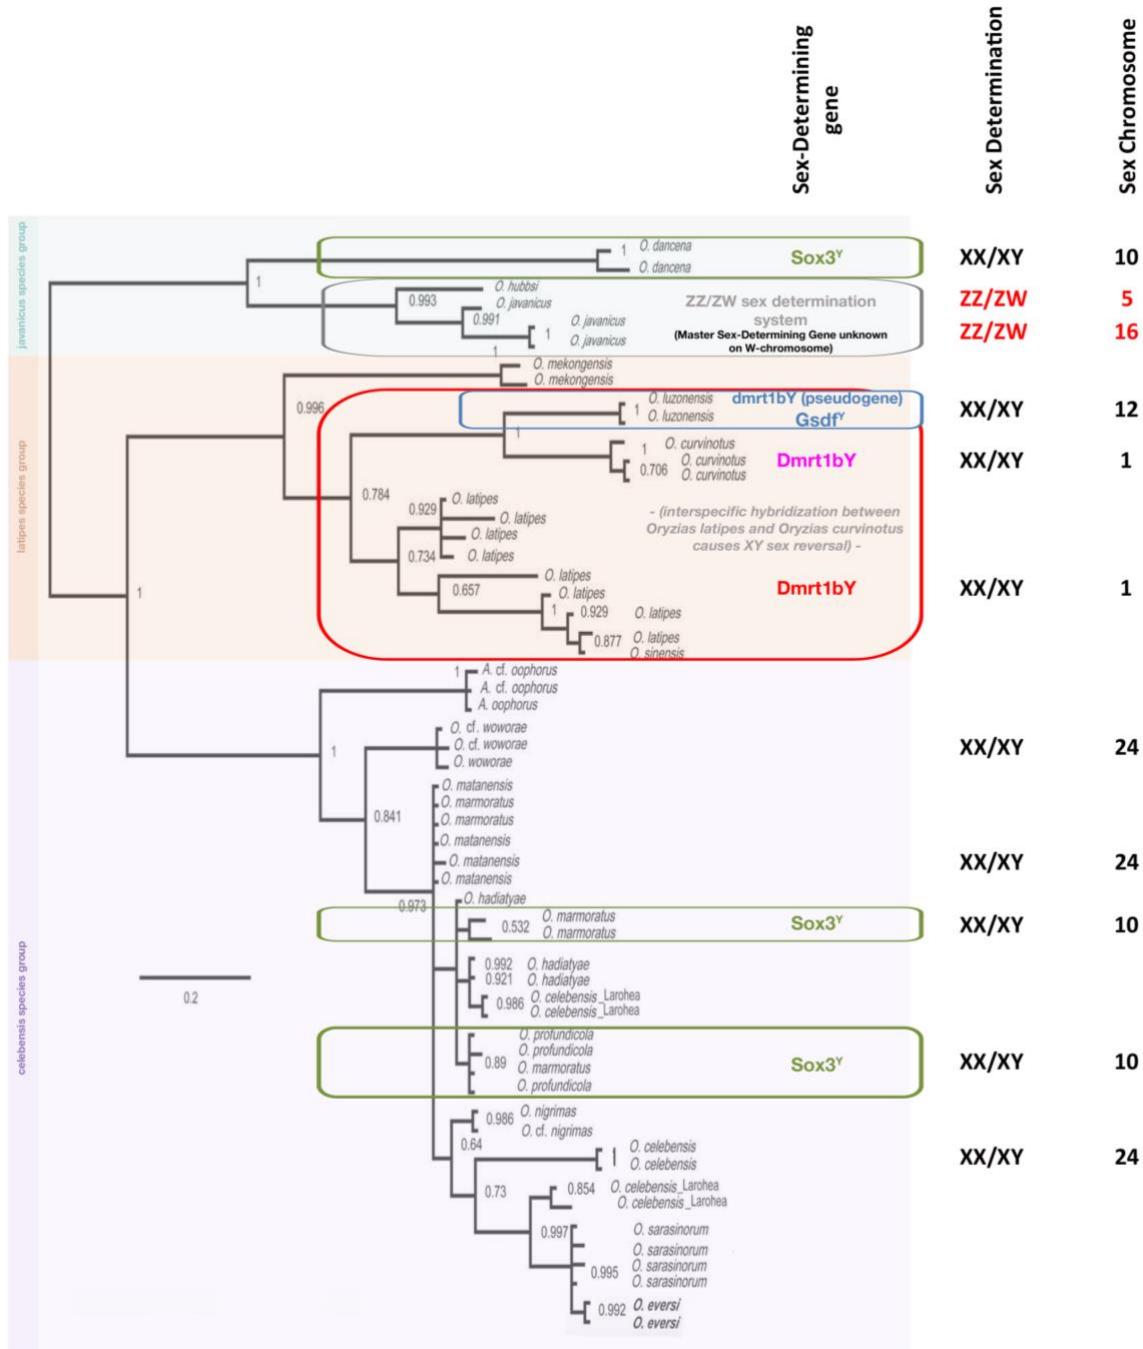 Sex-Determining
gene
Sex Determination
Sex Chromosome
javanicus species group
1
1 O. dancena
O. dancena
Sox3Y
XX/XY 10
O. hubbsi
0.993
O. javanicus
0.991
O. javanicus
1
O. javanicus
1
ZZ/ZW sex determination
system
(Master Sex-Determining Gene unknown
on W-chromosome)
ZZ/ZW 5
ZZ/ZW 16
latipes species group
O. mekongensis
O. mekongensis
0.996
O. luzonensis
1
O. luzonensis
dmrt1bY (pseudogene)
GsdfY
XX/XY 12
1
1 O. curvinotus
O. curvinotus
0.706
O. curvinotus
Dmrt1bY
XX/XY 1
0.784
O. latipes
0.929
O. latipes
O. latipes
0.734
O. latipes
- (interspecific hybridization between
Oryzias latipes and Oryzias curvinotus
causes XY sex reversal) -
O. latipes
0.657
O. latipes
1
0.929 O. latipes
0.877 O. latipes
O. sinensis
Dmrt1bY
XX/XY 1
1
celebensis species group
1 A. cf. oophorus
A. cf. oophorus
A. oophorus
1
O. cf. woworae
O. cf. woworae
O. woworae
XX/XY 24
O. matanensis
O. marmoratus
0.841
O. marmoratus
O. matanensis
O. matanensis
XX/XY 24
O. matanensis
0.973
O. hadiatyae
0.532
O. marmoratus
O. marmoratus
Sox3Y
XX/XY 10
0.992 O. hadiatyae
0.921 O. hadiatyae
0.986
O. celebensis_Larohea
O. celebensis_Larohea
0.2
O. profundicola
O. profundicola
0.89
O. marmoratus
O. profundicola
Sox3Y
XX/XY 10
0.986
O. nigrimas
O. cf. nigrimas
0.64
O. celebensis
1
O. celebensis
XX/XY 24
0.73
0.854 O. celebensis_Larohea
O. celebensis_Larohea
0.997
O. sarasinorum
O. sarasinorum
0.995
O. sarasinorum
O. sarasinorum
0.992 O. eversi
O. eversi